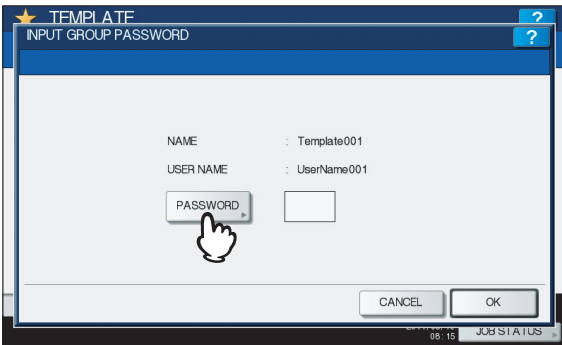 TEMPLATE
?
INPUT GROUP PASSWORD
?
NAME : Template001
USER NAME : UserName001
PASSWORD
CANCEL
OK
08:15
JOB STATUS